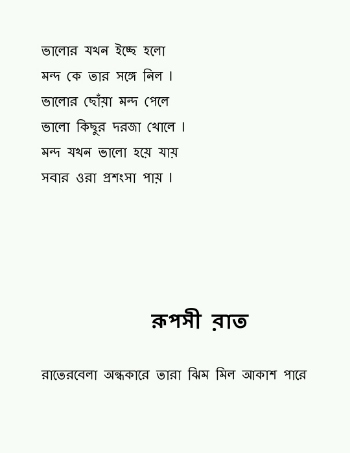 ভালোর যখন ইচ্ছে হলো
মন্দ কে তার সঙ্গে নিল।
ভালোর ছোঁয়া মন্দ পেলে
ভালো কিছুর দরজা খোলে।
মন্দ যখন ভালো হয়ে যায়
সবার ওরা প্রশংসা পায়।
রূপসী রাত
রাতেরবেলা অন্ধকারে তারা ঝিম মিল আকাশ পারে